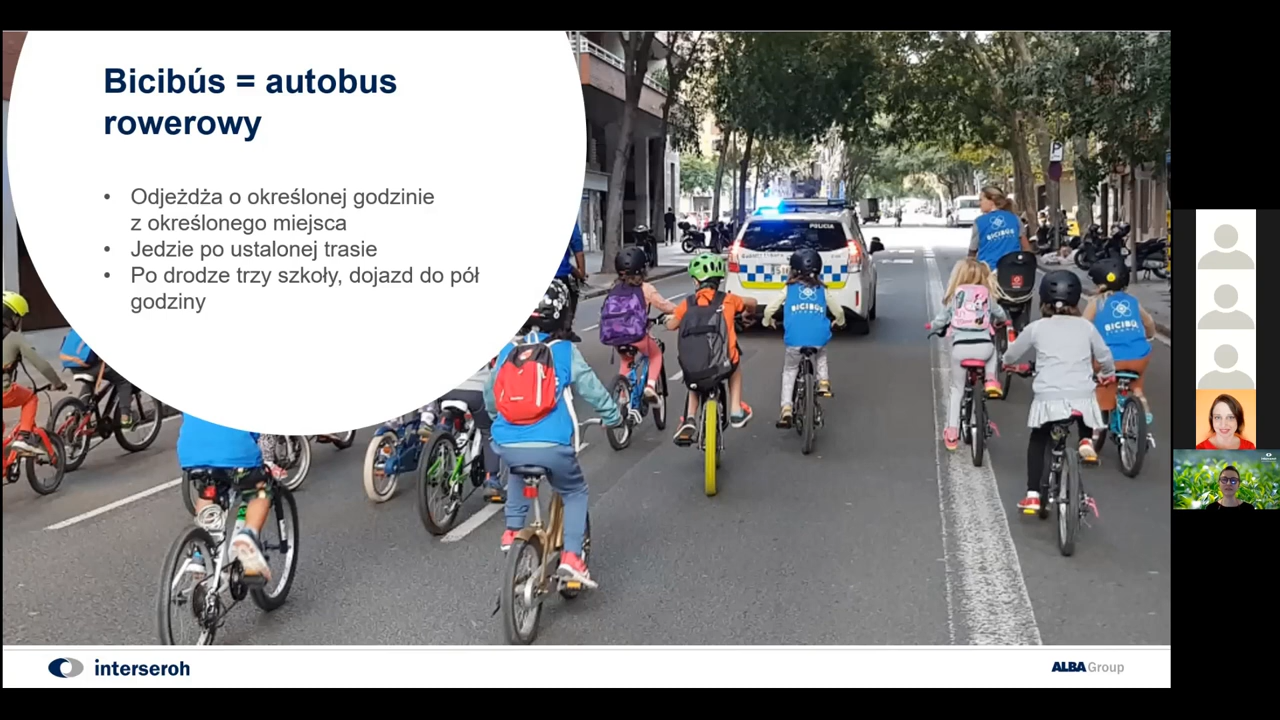 Bicibús = autobus
rowerowy
• Odjeżdża o określonej godzinie
z określonego miejsca
• Jedzie po ustalonej trasie
• Po drodze trzy szkoły, dojazd do pół
godziny
POLICIA
BICIBÚS
BICIBÚS
BICIBÚS
P
interseroh
ALBA Group